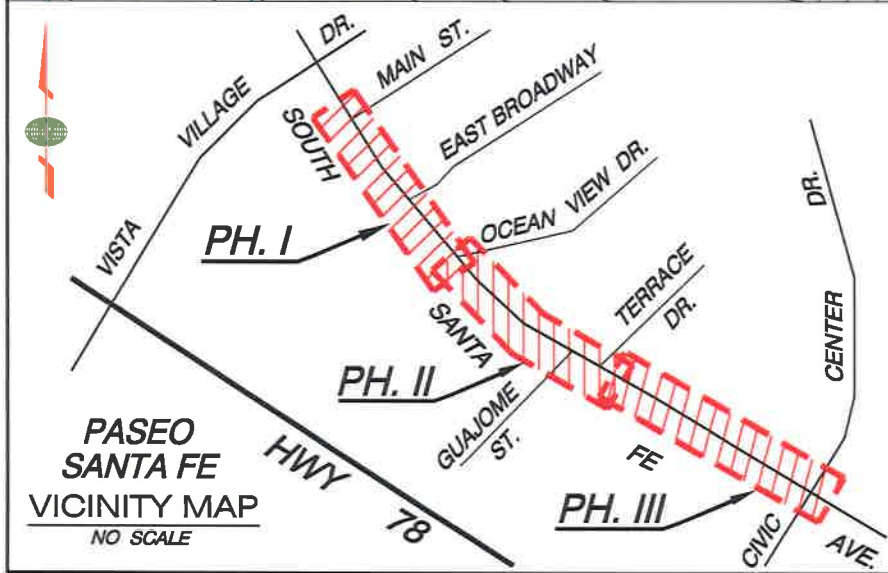 VISTA VILLAGE DR.
MAIN ST.
EAST BROADWAY
OCEAN VIEW DR.
TERRACE DR.
GUAJOME ST.
CIVIC CENTER DR.
SOUTH SANTA FE AVE.
HWY 78
PH. I
PH. II
PH. III
PASEO
SANTA FE
VICINITY MAP
NO SCALE